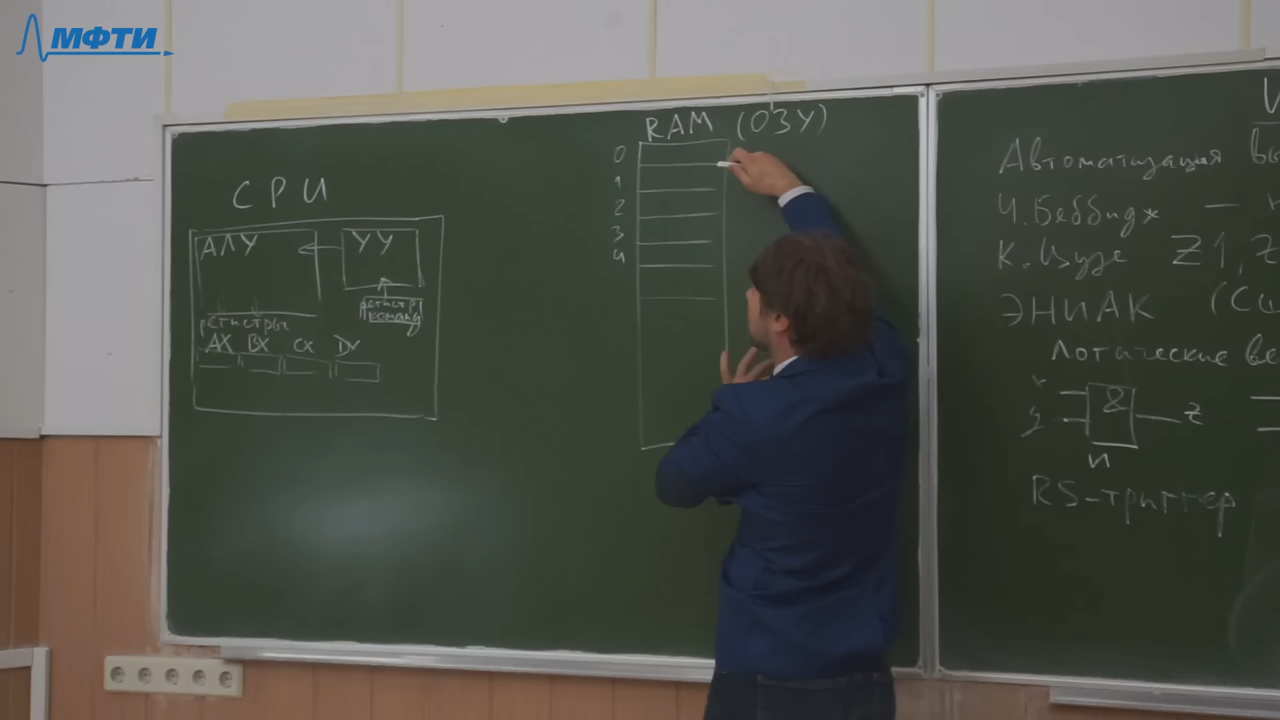 МФТИ
CPU
АЛУ
УУ
регистр
команд
регистры
AX BX CX DX
RAM (ОЗУ)
0
1
2
3
4
Автоматизация
Ч. Беббидж —
К. Цузе Z1,
ЭНИАК
Логические
x
y & z
И
RS-триггер